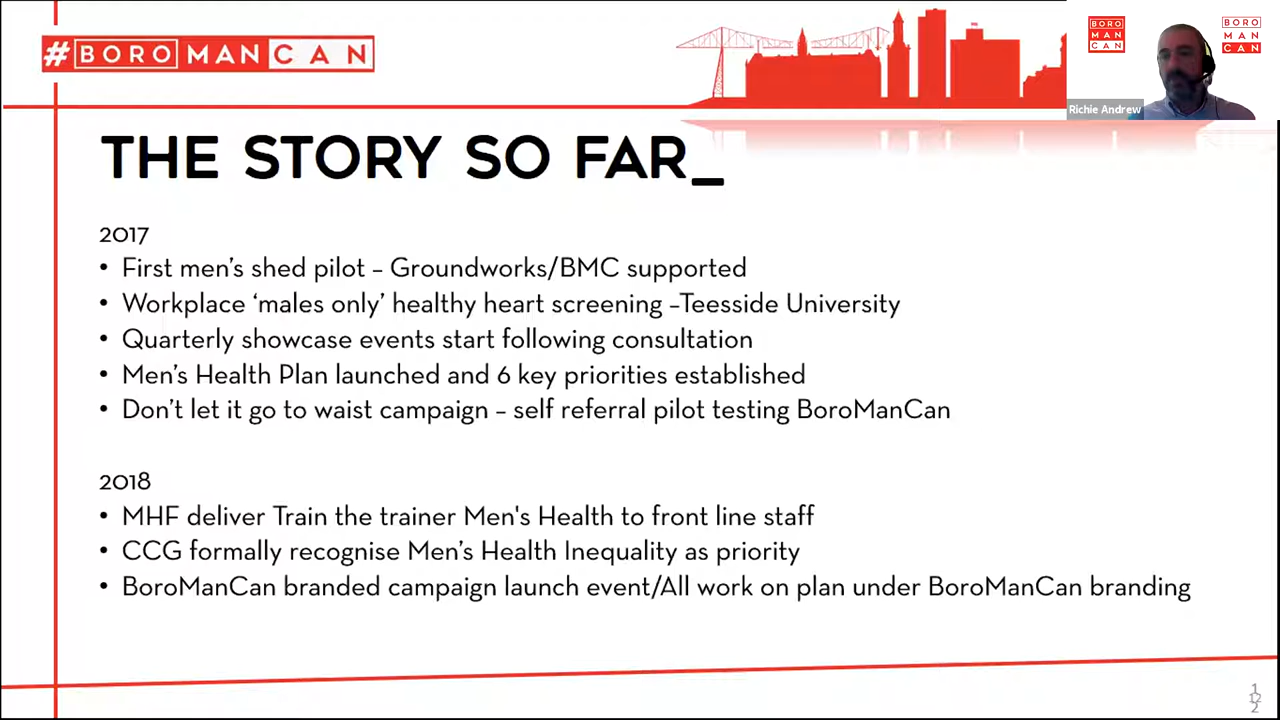 #BOROMANCAN
BORO
MAN
CAN
BORO
MAN
CAN
Richie Andrew
THE STORY SO FAR_
2017
• First men's shed pilot – Groundworks/BMC supported
• Workplace ‘males only’ healthy heart screening –Teesside University
• Quarterly showcase events start following consultation
• Men's Health Plan launched and 6 key priorities established
• Don't let it go to waist campaign – self referral pilot testing BoroManCan
2018
• MHF deliver Train the trainer Men's Health to front line staff
• CCG formally recognise Men's Health Inequality as priority
• BoroManCan branded campaign launch event/All work on plan under BoroManCan branding